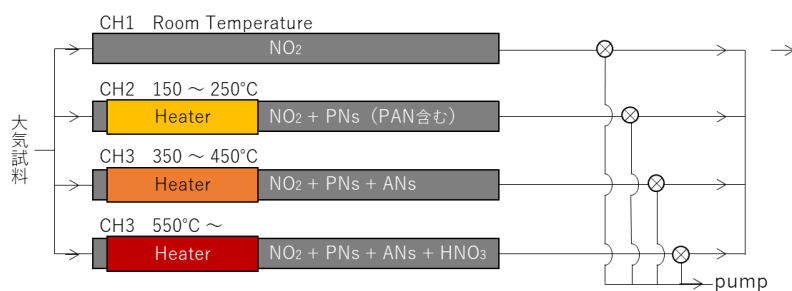 CH1 Room Temperature
NO₂
CH2 150 ～ 250°C
Heater
NO₂ + PNs（PAN含む）
大気試料
CH3 350 ～ 450°C
Heater
NO₂ + PNs + ANs
CH3 550°C ～
Heater
NO₂ + PNs + ANs + HNO₃
pump